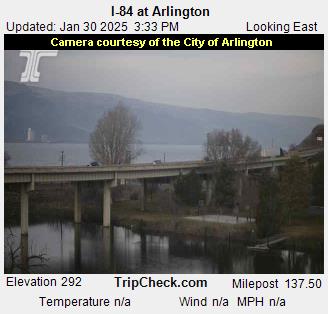 I-84 at Arlington
Updated: Jan 30 2025 3:33 PM Looking East
Camera courtesy of the City of Arlington
Elevation 292 TripCheck.com Milepost 137.50
Temperature n/a Wind n/a MPH n/a